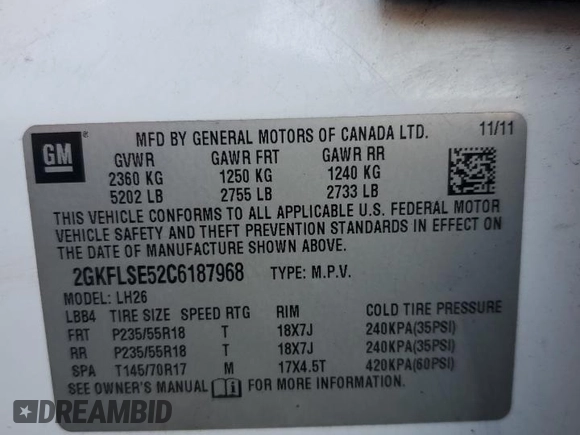 GM ®
MFD BY GENERAL MOTORS OF CANADA LTD. 11/11
GVWR GAWR FRT GAWR RR
2360 KG 1250 KG 1240 KG
5202 LB 2755 LB 2733 LB
THIS VEHICLE CONFORMS TO ALL APPLICABLE U.S. FEDERAL MOTOR
VEHICLE SAFETY AND THEFT PREVENTION STANDARDS IN EFFECT ON
THE DATE OF MANUFACTURE SHOWN ABOVE.
2GKFLSE52C6187968 TYPE: M.P.V.
MODEL: LH26
LBB4 TIRE SIZE SPEED RTG RIM COLD TIRE PRESSURE
FRT P235/55R18 T 18X7J 240KPA(35PSI)
RR P235/55R18 T 18X7J 240KPA(35PSI)
SPA T145/70R17 M 17X4.5T 420KPA(60PSI)
SEE OWNER'S MANUAL FOR MORE INFORMATION.
DREAMBID